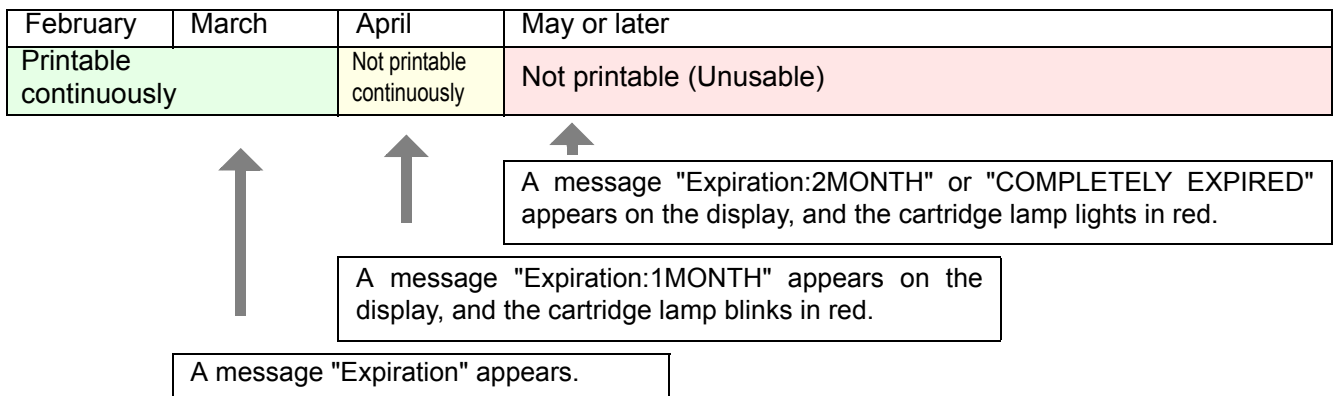 February March April May or later
Printable
continuously
Not printable
continuously
Not printable (Unusable)
A message "Expiration:2MONTH" or "COMPLETELY EXPIRED"
appears on the display, and the cartridge lamp lights in red.
A message "Expiration:1MONTH" appears on the
display, and the cartridge lamp blinks in red.
A message "Expiration" appears.